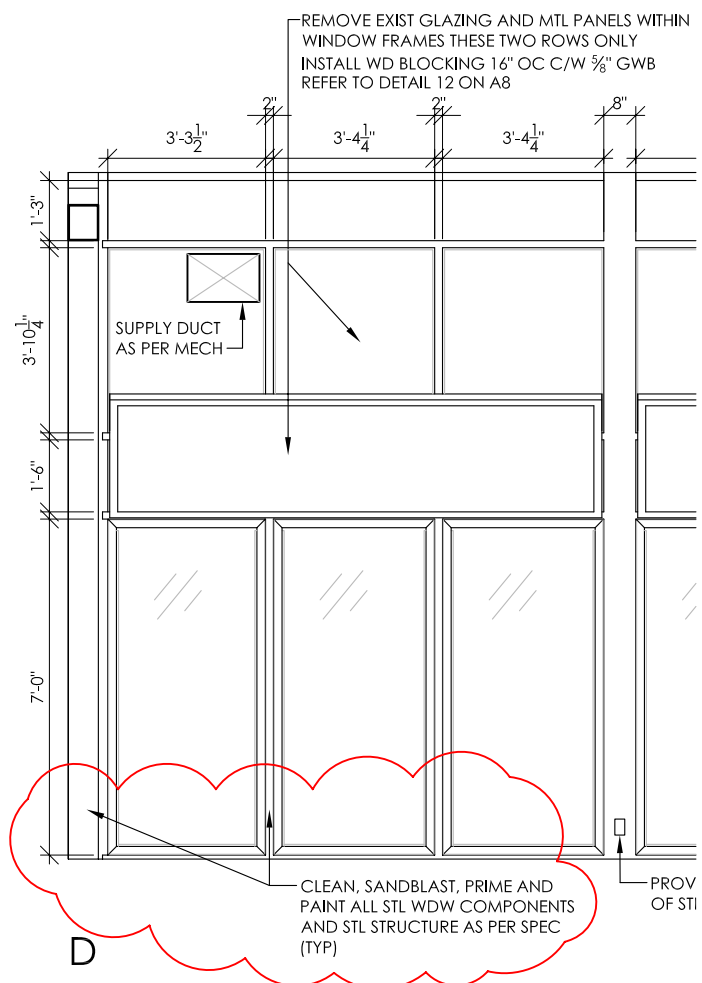 REMOVE EXIST GLAZING AND MTL PANELS WITHIN
WINDOW FRAMES THESE TWO ROWS ONLY
INSTALL WD BLOCKING 16" OC C/W 5/8" GWB
REFER TO DETAIL 12 ON A8
2"
2"
8"
3'-3 1/2"
3'-4 1/4"
3'-4 1/4"
1'-3"
3'-10 1/4"
SUPPLY DUCT
AS PER MECH
1'-6"
7'-0"
CLEAN, SANDBLAST, PRIME AND
PAINT ALL STL WDW COMPONENTS
AND STL STRUCTURE AS PER SPEC
(TYP)
PROV
OF ST
D